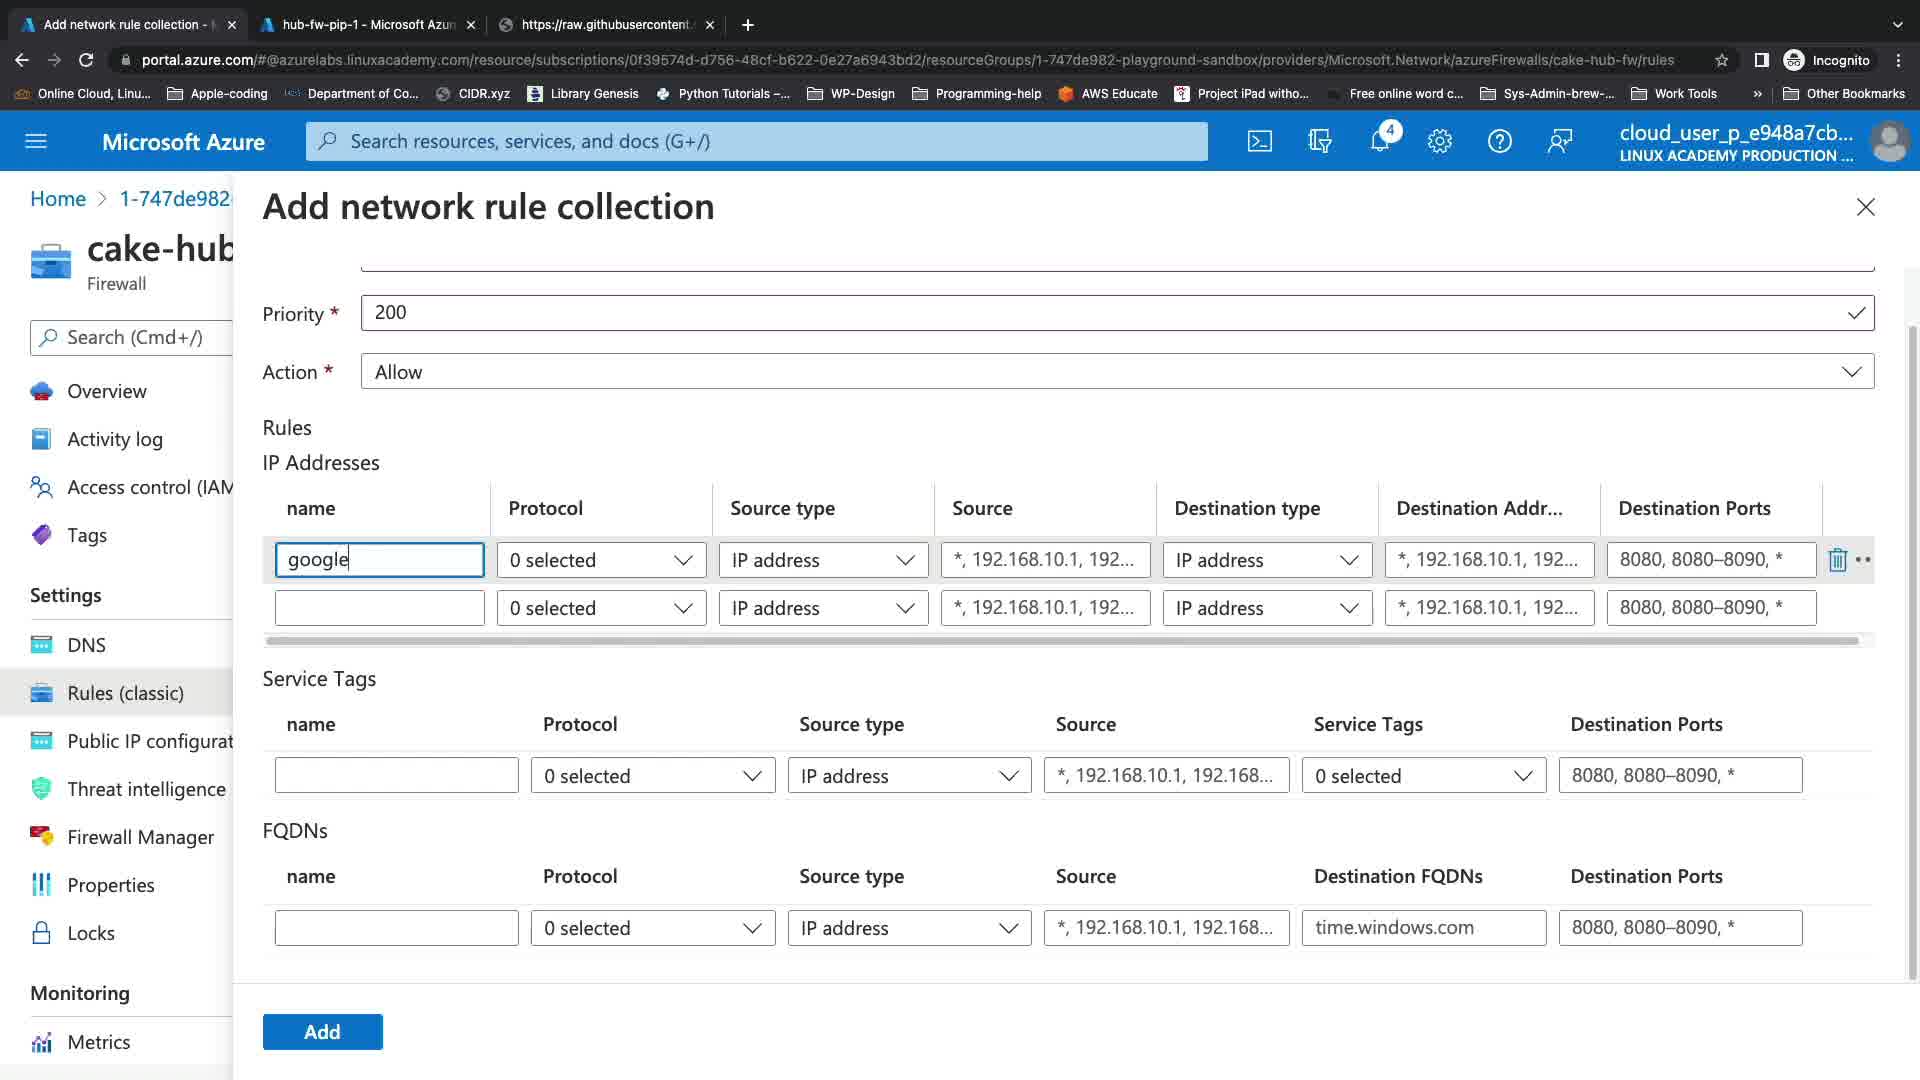 Add network rule collection -
hub-fw-pip-1 - Microsoft Azur
https://raw.githubusercontent.
portal.azure.com/#@azurelabs.linuxacademy.com/resource/subscriptions/0f39574d-d756-48cf-b622-0e27a6943bd2/resourceGroups/1-747de982-playground-sandbox/providers/Microsoft.Network/azureFirewalls/cake-hub-fw/rules
Incognito
Online Cloud, Linu...
Apple-coding
Department of Co...
CIDR.xyz
Library Genesis
Python Tutorials –...
WP-Design
Programming-help
AWS Educate
Project iPad witho...
Free online word c...
Sys-Admin-brew-...
Work Tools
»
Other Bookmarks
Microsoft Azure
Search resources, services, and docs (G+/)
4
cloud_user_p_e948a7cb...
LINUX ACADEMY PRODUCTION ...
Home > 1-747de982-
cake-hub
Firewall
Search (Cmd+/)
Overview
Activity log
Access control (IAM
Tags
Settings
DNS
Rules (classic)
Public IP configurat
Threat intelligence
Firewall Manager
Properties
Locks
Monitoring
Metrics
Add network rule collection
Priority * 200
Action * Allow
Rules
IP Addresses
name Protocol Source type Source Destination type Destination Addr... Destination Ports
google 0 selected IP address *, 192.168.10.1, 192... IP address *, 192.168.10.1, 192... 8080, 8080–8090, *
0 selected IP address *, 192.168.10.1, 192... IP address *, 192.168.10.1, 192... 8080, 8080–8090, *
Service Tags
name Protocol Source type Source Service Tags Destination Ports
0 selected IP address *, 192.168.10.1, 192.168... 0 selected 8080, 8080–8090, *
FQDNs
name Protocol Source type Source Destination FQDNs Destination Ports
0 selected IP address *, 192.168.10.1, 192.168... time.windows.com 8080, 8080–8090, *
Add